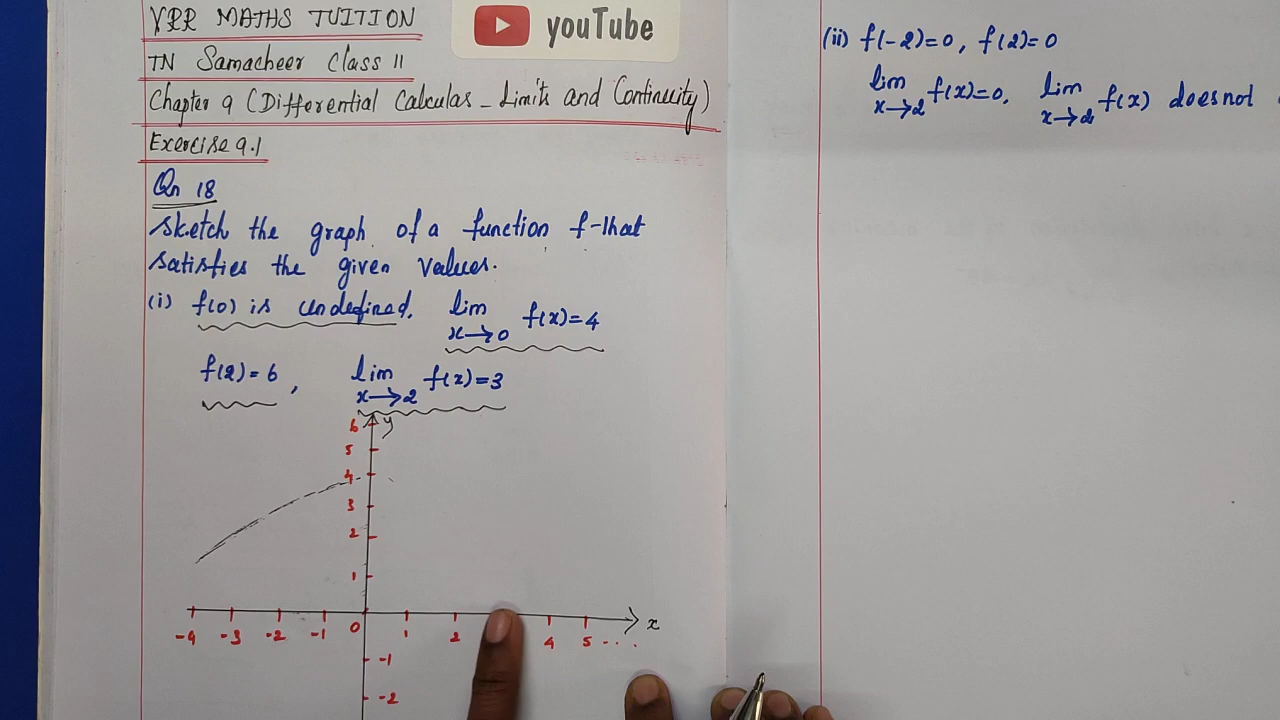 YRR MATHS TUITION
YouTube
TN Samacheer Class 11
Chapter 9 (Differential Calculas - Limits and Continuity)
Exercise 9.1
Qn 18
Sketch the graph of a function f that
satisfies the given values.
(i) f(0) is undefined, lim f(x)=4
x→0
f(2)=6, lim f(x)=3
x→2
6 y
5
4
3
2
1
-4 -3 -2 -1 0 1 2 4 5 ... x
-1
-2
(ii) f(-2)=0, f(2)=0
lim f(x)=0. lim f(x) does not
x→2 x→2